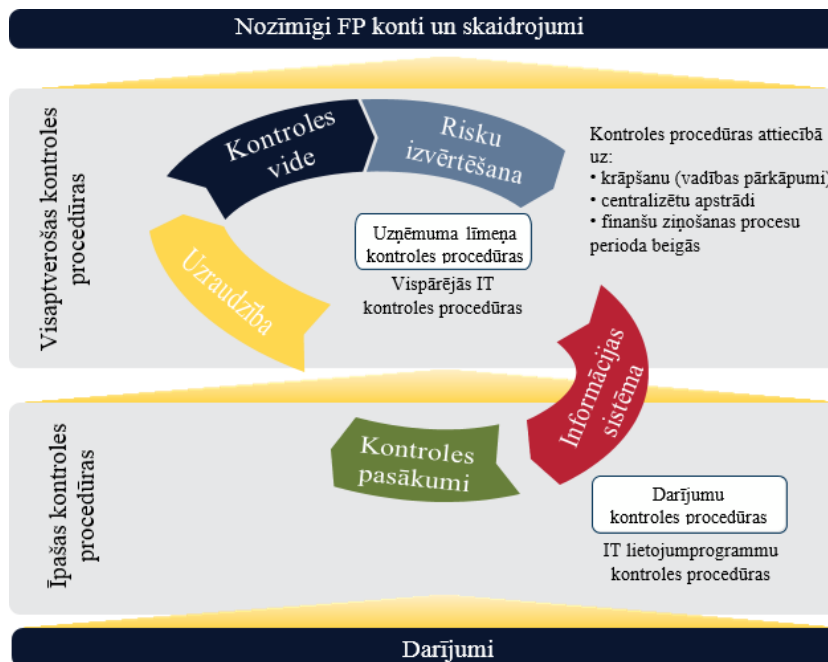 Nozīmīgi FP konti un skaidrojumi
Visaptverošas kontroles
procedūras
Kontroles
vide
Risku
izvērtēšana
Kontroles procedūras attiecībā
uz:
• krāpšanu (vadības pārkāpumi)
• centralizētu apstrādi
• finanšu ziņošanas procesu
perioda beigās
Uzņēmuma līmeņa
kontroles procedūras
Vispārējās IT
kontroles procedūras
Uzraudzība
Informācijas
sistēma
Īpašas kontroles
procedūras
Kontroles
pasākumi
Darījumu
kontroles procedūras
IT lietojumprogrammu
kontroles procedūras
Darījumi